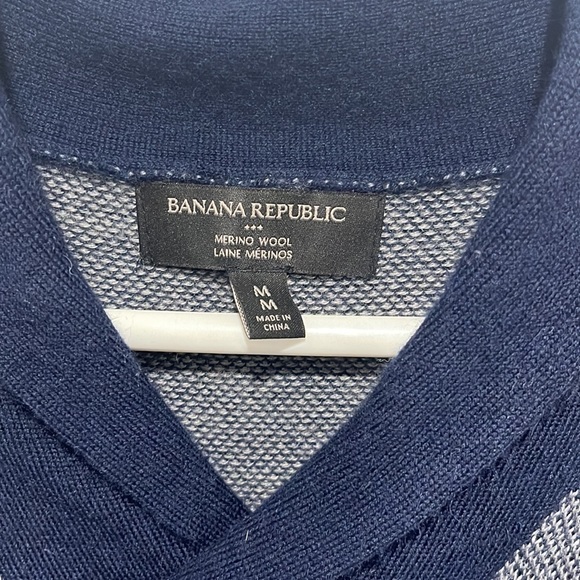 BANANA REPUBLIC
***
MERINO WOOL
LAINE MÉRINOS
M
M
MADE IN
CHINA